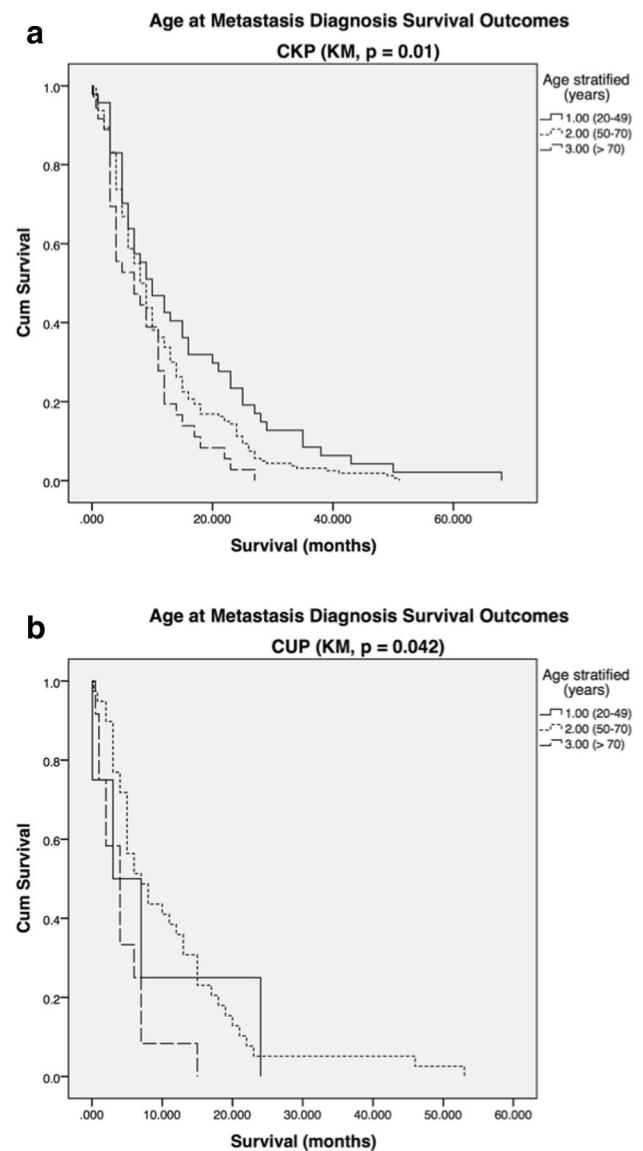 a
Age at Metastasis Diagnosis Survival Outcomes
CKP (KM, p = 0.01)
Age stratified
(years)
1.00 (20-49)
2.00 (50-70)
3.00 (> 70)
1.0
0.8
0.6
0.4
0.2
0.0
Cum Survival
.000 20.000 40.000 60.000
Survival (months)
b
Age at Metastasis Diagnosis Survival Outcomes
CUP (KM, p = 0.042)
Age stratified
(years)
1.00 (20-49)
2.00 (50-70)
3.00 (> 70)
1.0
0.8
0.6
0.4
0.2
0.0
Cum Survival
.000 10.000 20.000 30.000 40.000 50.000 60.000
Survival (months)